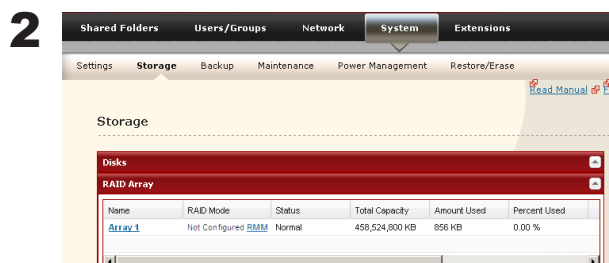 2
Shared Folders Users/Groups Network System Extensions
Settings Storage Backup Maintenance Power Management Restore/Erase
Read Manual F
Storage
Disks
RAID Array
Name RAID Mode Status Total Capacity Amount Used Percent Used
Array 1 Not Configured RMM Normal 458,524,800 KB 856 KB 0.00 %